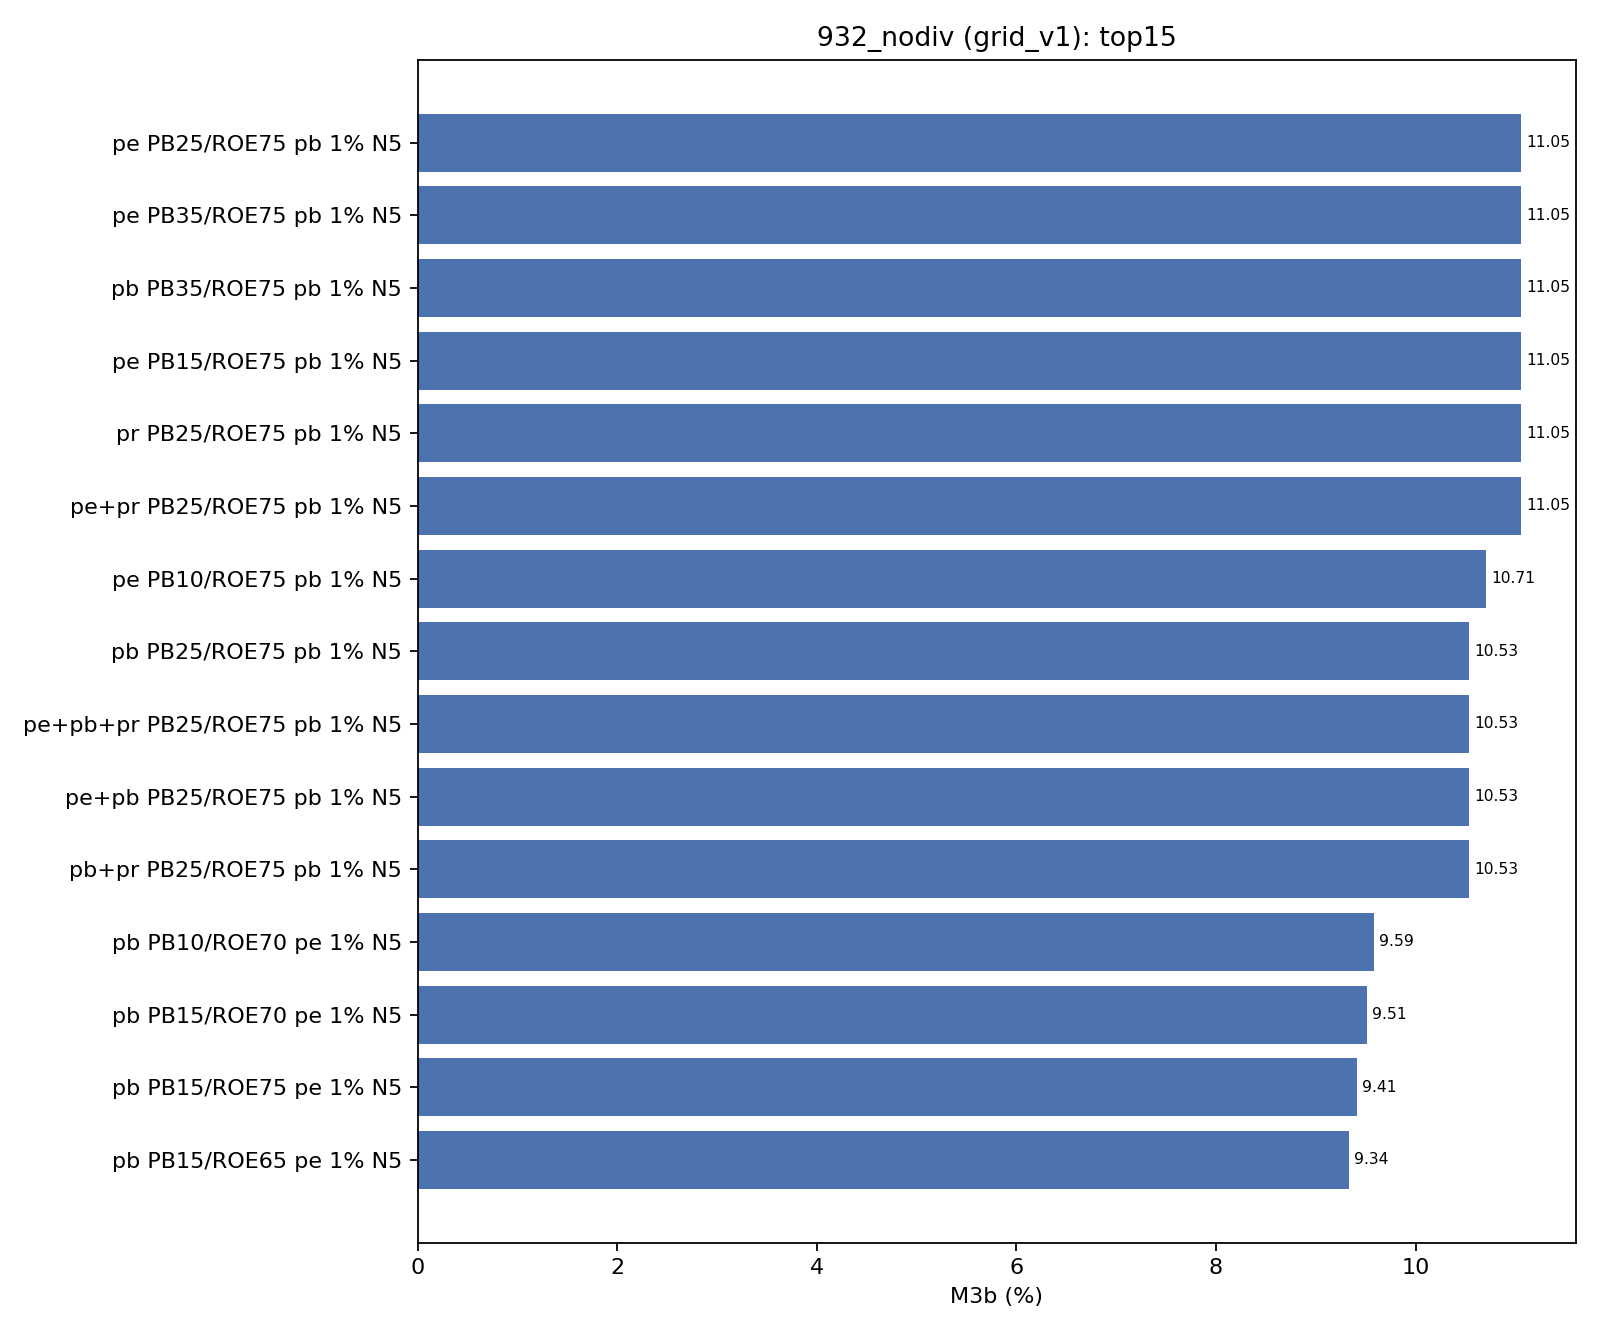 932_nodiv (grid_v1): top15
pe PB25/ROE75 pb 1% N5 11.05
pe PB35/ROE75 pb 1% N5 11.05
pb PB35/ROE75 pb 1% N5 11.05
pe PB15/ROE75 pb 1% N5 11.05
pr PB25/ROE75 pb 1% N5 11.05
pe+pr PB25/ROE75 pb 1% N5 11.05
pe PB10/ROE75 pb 1% N5 10.71
pb PB25/ROE75 pb 1% N5 10.53
pe+pb+pr PB25/ROE75 pb 1% N5 10.53
pe+pb PB25/ROE75 pb 1% N5 10.53
pb+pr PB25/ROE75 pb 1% N5 10.53
pb PB10/ROE70 pe 1% N5 9.59
pb PB15/ROE70 pe 1% N5 9.51
pb PB15/ROE75 pe 1% N5 9.41
pb PB15/ROE65 pe 1% N5 9.34
0 2 4 6 8 10
M3b (%)